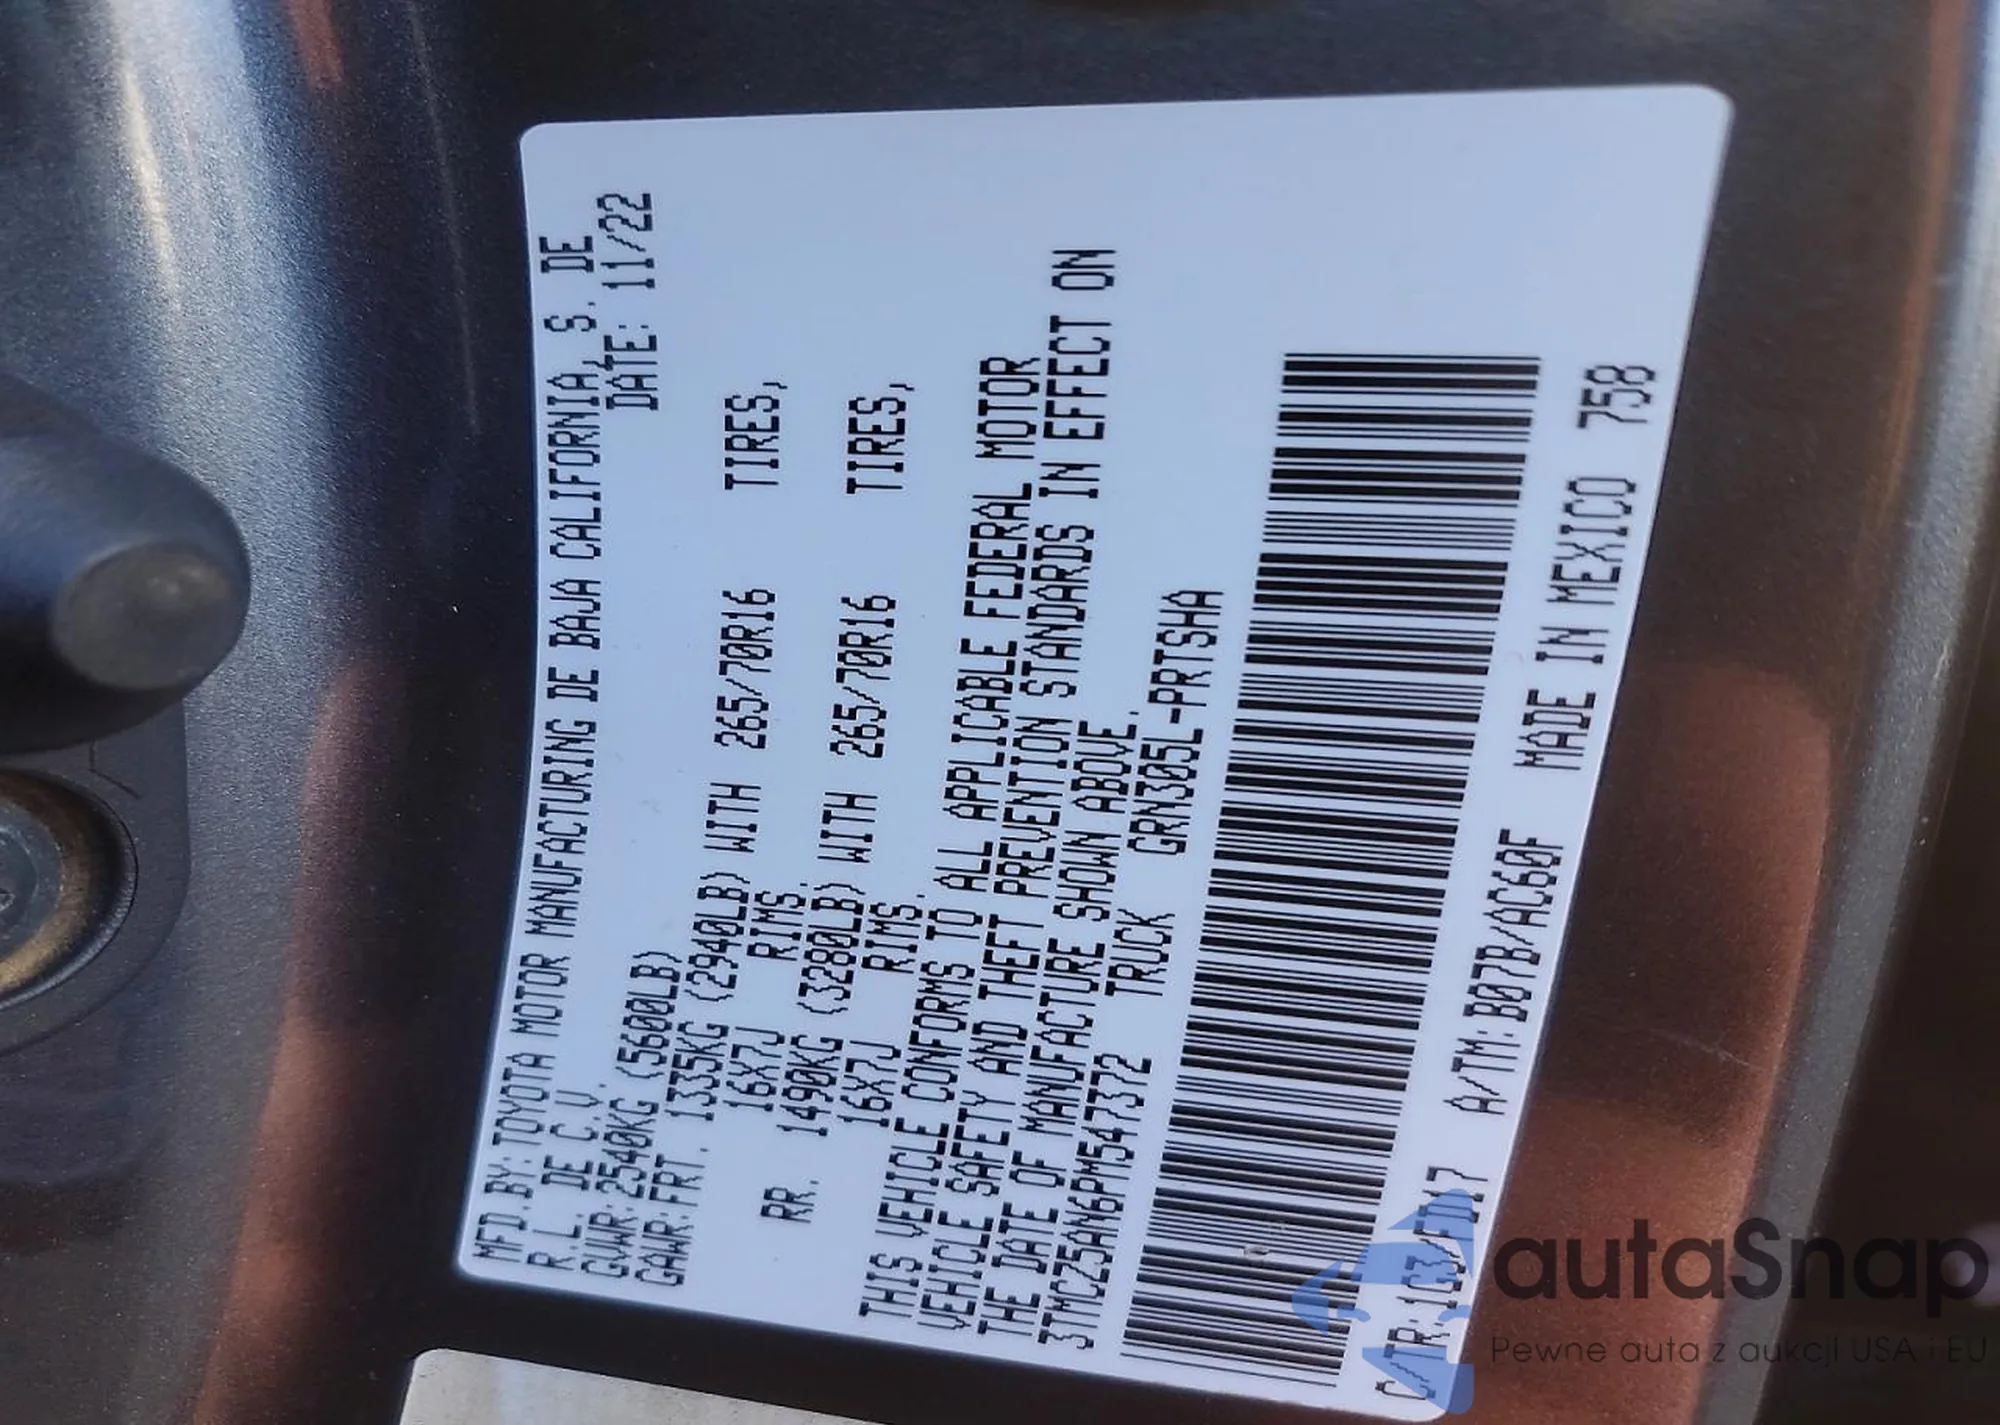 MFD.BY:TOYOTA MOTOR MANUFACTURING DE BAJA CALIFORNIA, S. DE
R.L. DE C.V. DATE: 11/22
GVWR:2540KG (5600LB)
GAWR:FRT. 1335KG (2940LB) WITH 265/70R16 TIRES,
16X7J RIMS.
RR. 1490KG (3280LB) WITH 265/70R16 TIRES,
16X7J RIMS.
THIS VEHICLE CONFORMS TO ALL APPLICABLE FEDERAL MOTOR
VEHICLE SAFETY AND THEFT PREVENTION STANDARDS IN EFFECT ON
THE DATE OF MANUFACTURE SHOWN ABOVE.
3TMCZ5AN6PM547372 TRUCK GRN305L-PRTSHA
C/TR:1G3/FD17 A/TM:B07B/AC60F MADE IN MEXICO 758
autaSnap
Pewne auta z aukcji USA i EU